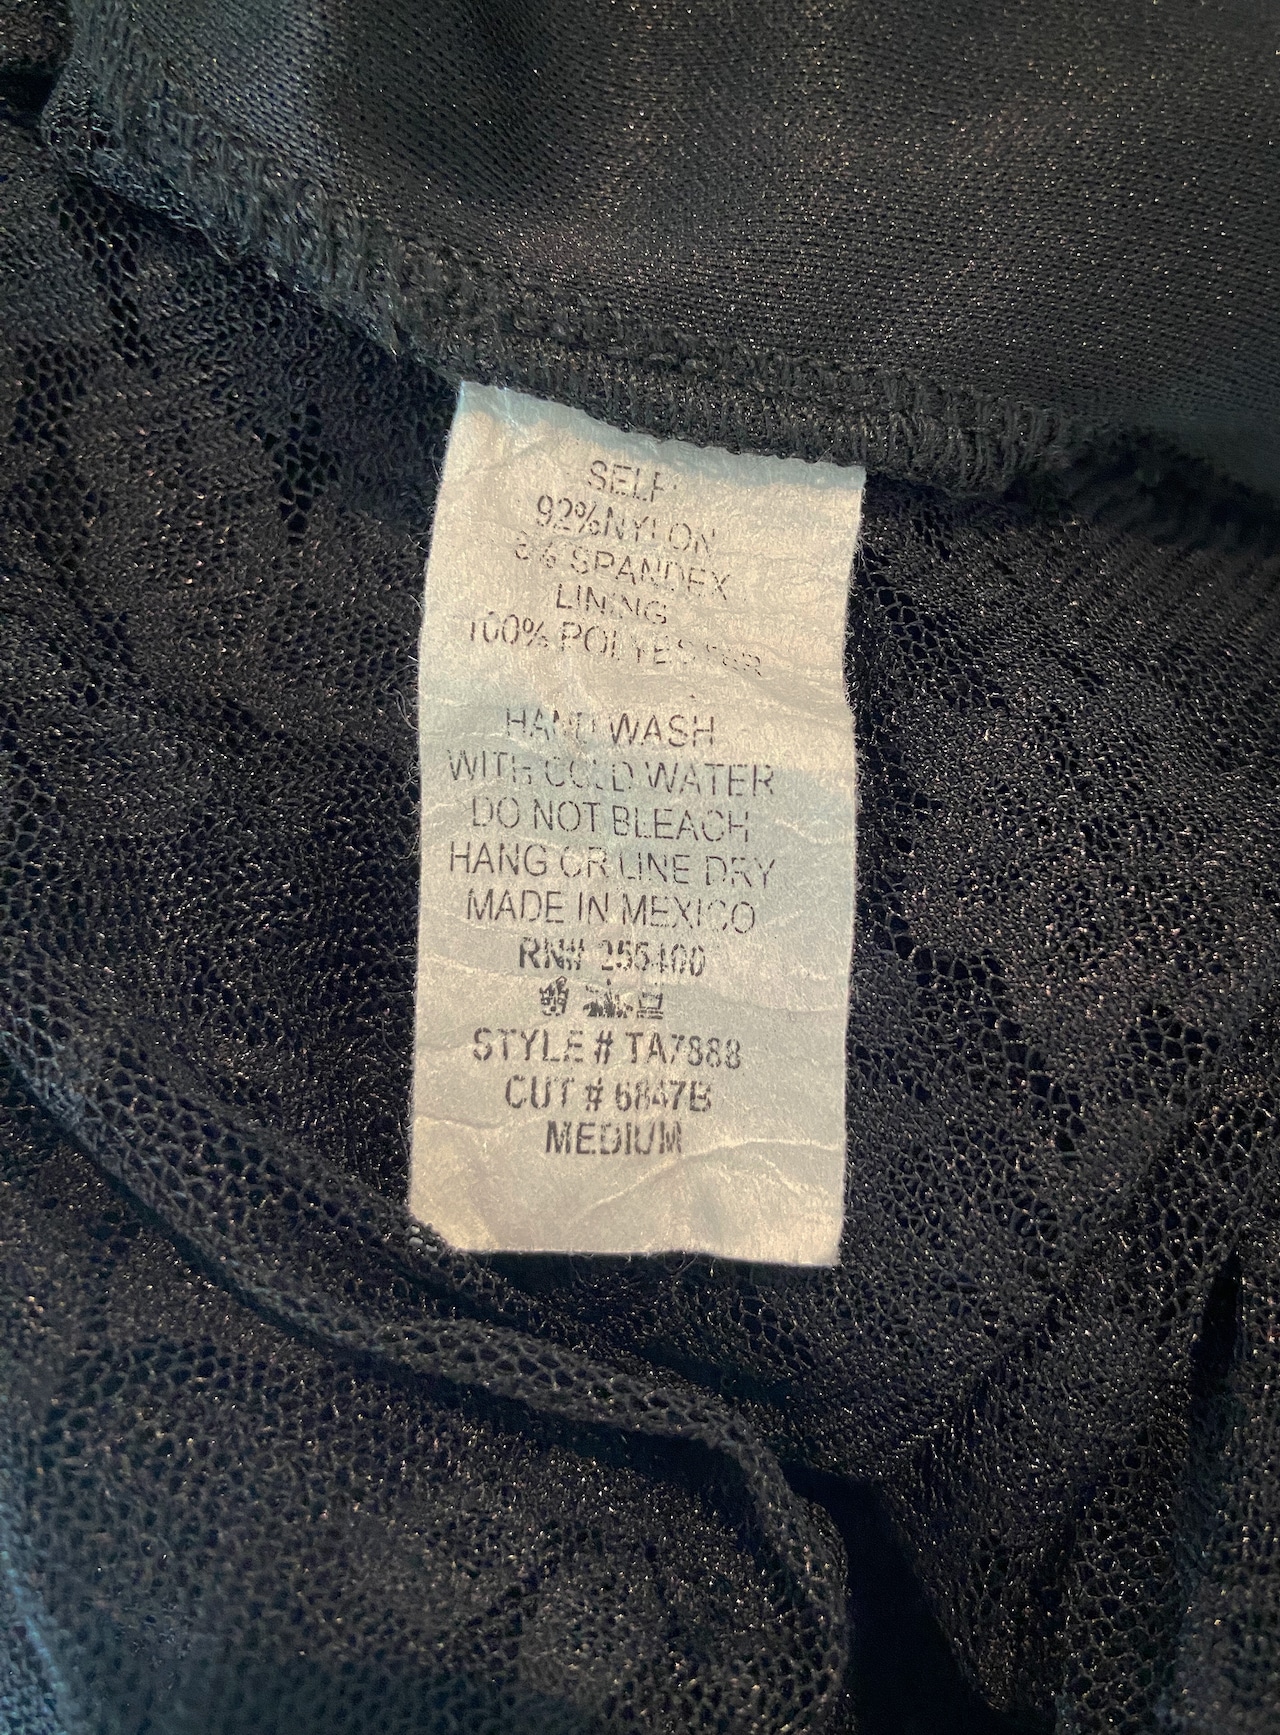 SELF:
92%NYLON
8% SPANDEX
LINING
100% POLYESTER
HAND WASH
WITH COLD WATER
DO NOT BLEACH
HANG OR LINE DRY
MADE IN MEXICO
RN#
STYLE # TA7888
CUT # 6847B
MEDIUM